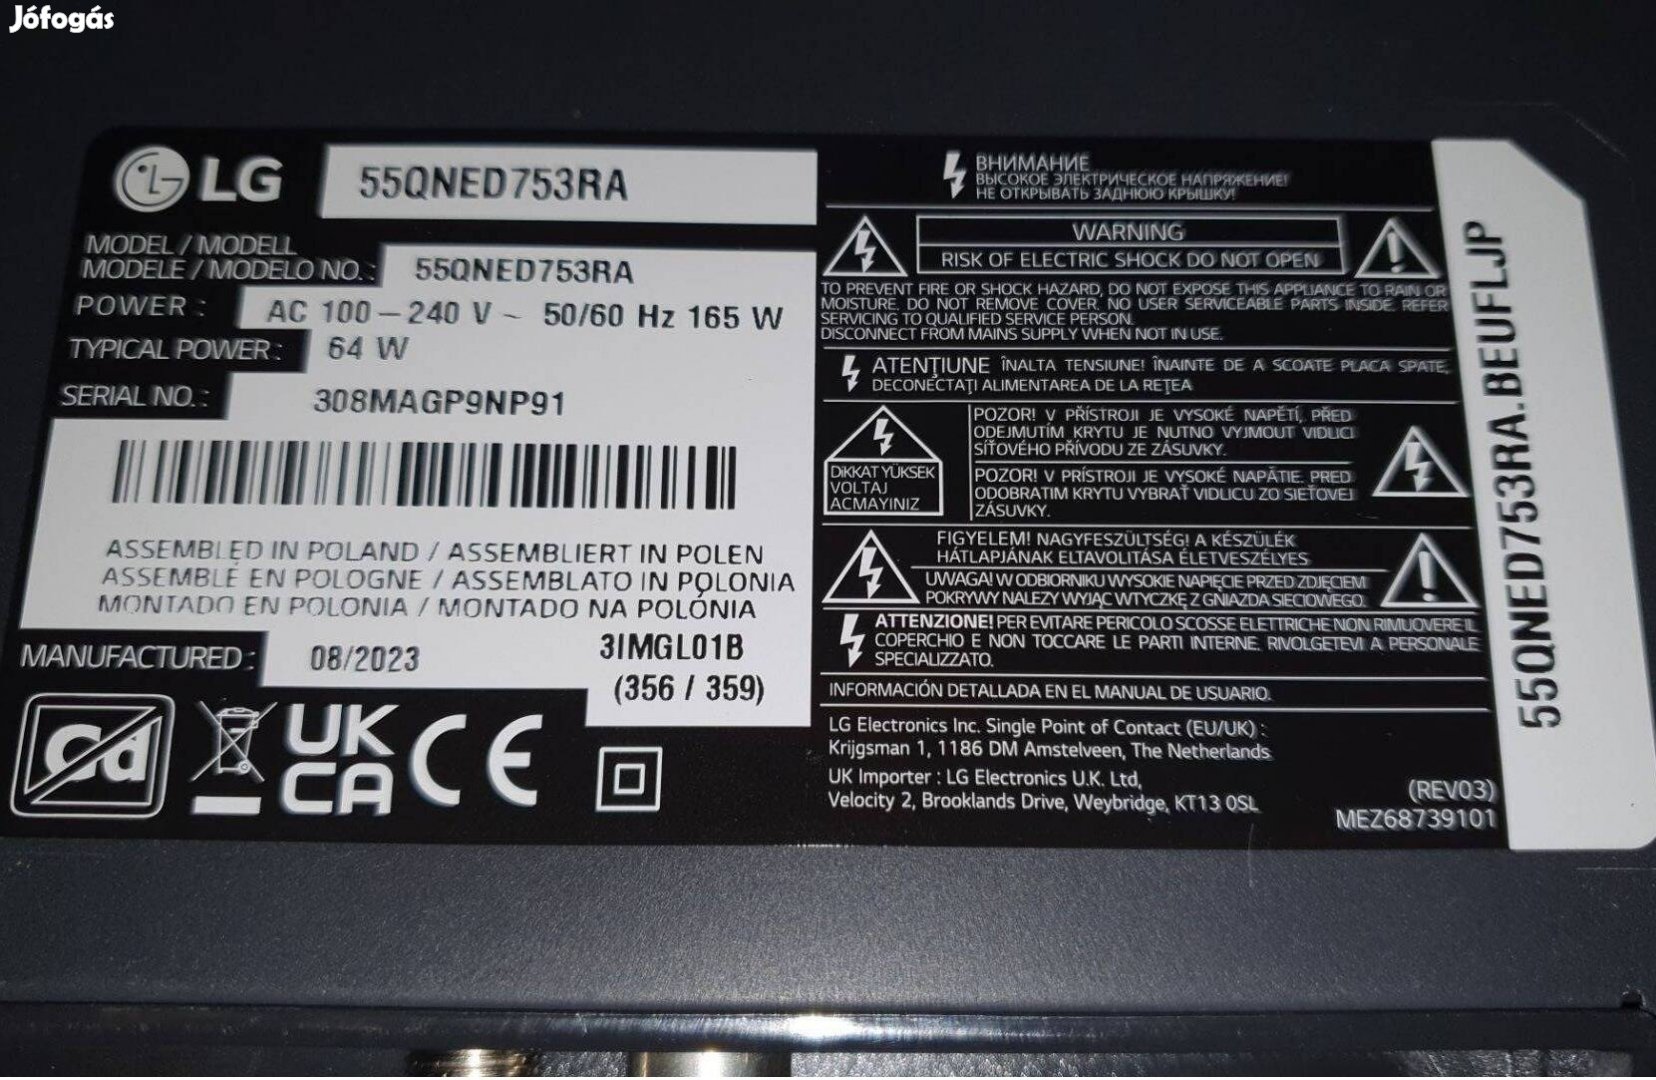 Jófogás
LG
55QNED753RA
MODEL / MODELL
MODELE / MODELO NO. : 55QNED753RA
POWER : AC 100 – 240 V ~ 50/60 Hz 165 W
TYPICAL POWER : 64 W
SERIAL NO. : 308MAGP9NP91
ASSEMBLED IN POLAND / ASSEMBLIERT IN POLEN
ASSEMBLÉ EN POLOGNE / ASSEMBLATO IN POLONIA
MONTADO EN POLONIA / MONTADO NA POLÓNIA
MANUFACTURED : 08/2023
3IMGL01B
(356 / 359)
Cd
UK
CA
CE
ВНИМАНИЕ
ВЫСОКОЕ ЭЛЕКТРИЧЕСКОЕ НАПРЯЖЕНИЕ!
НЕ ОТКРЫВАТЬ ЗАДНЮЮ КРЫШКУ!
WARNING
RISK OF ELECTRIC SHOCK DO NOT OPEN
TO PREVENT FIRE OR SHOCK HAZARD, DO NOT EXPOSE THIS APPLIANCE TO RAIN OR
MOISTURE. DO NOT REMOVE COVER. NO USER SERVICEABLE PARTS INSIDE. REFER
SERVICING TO QUALIFIED SERVICE PERSON.
DISCONNECT FROM MAINS SUPPLY WHEN NOT IN USE.
ATENȚIUNE ÎNALTA TENSIUNE! ÎNAINTE DE A SCOATE PLACA SPATE,
DECONECTAȚI ALIMENTAREA DE LA REȚEA
DIKKAT YÜKSEK
VOLTAJ
ACMAYINIZ
POZOR! V PŘÍSTROJI JE VYSOKÉ NAPĚTÍ, PŘED
ODEJMUTÍM KRYTU JE NUTNO VYJMOUT VIDLICI
SÍŤOVÉHO PŘÍVODU ZE ZÁSUVKY.
POZOR! V PRÍSTROJI JE VYSOKÉ NAPÄTIE. PRED
ODOBRATIM KRYTU VYBRAŤ VIDLICU ZO SIEŤOVEJ
ZÁSUVKY.
FIGYELEM! NAGYFESZÜLTSÉG! A KÉSZÜLÉK
HÁTLAPJÁNAK ELTAVOLITÁSA ÉLETVESZÉLYES
UWAGA! W ODBIORNIKU WYSOKIE NAPIĘCIE PRZED ZDJĘCIEM
POKRYWY NALEZY WYJĄC WTYCZKĘ Z GNIAZDA SIECIOWEGO.
ATTENZIONE! PER EVITARE PERICOLO SCOSSE ELETTRICHE NON RIMUOVERE IL
COPERCHIO E NON TOCCARE LE PARTI INTERNE. RIVOLGETEVI A PERSONALE
SPECIALIZZATO.
INFORMACIÓN DETALLADA EN EL MANUAL DE USUARIO.
LG Electronics Inc. Single Point of Contact (EU/UK) :
Krijgsman 1, 1186 DM Amstelveen, The Netherlands
UK Importer : LG Electronics U.K. Ltd,
Velocity 2, Brooklands Drive, Weybridge, KT13 0SL
(REV03)
MEZ68739101
55QNED753RA.BEUFLJP